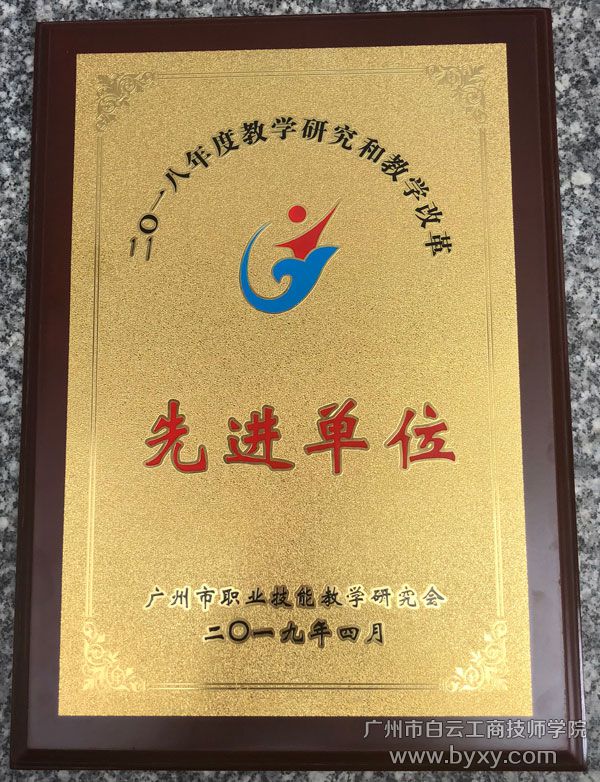 二〇一八年度教学研究和教学改革
先进单位
广州市职业技能教学研究会
二〇一九年四月
广州市白云工商技师学院
www.byxy.com